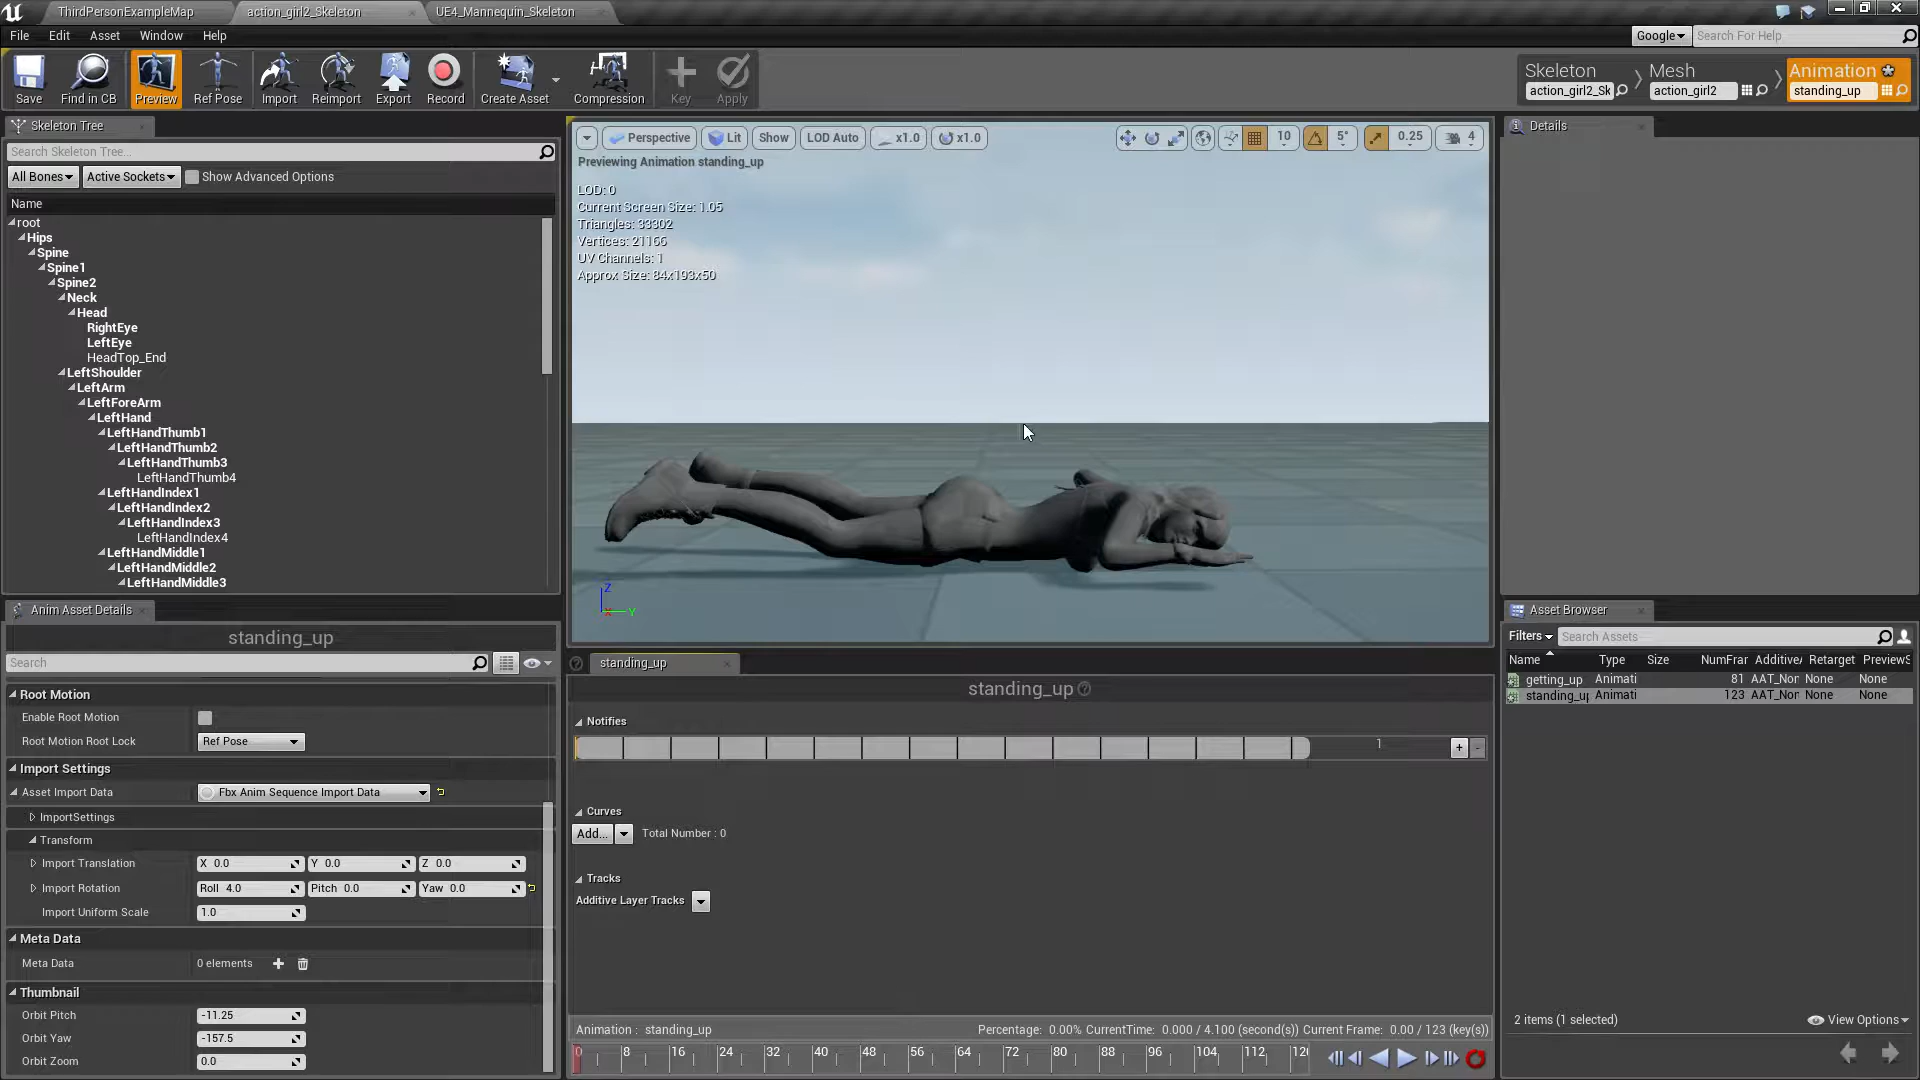 ThirdPersonExampleMap
action_girl2_Skeleton
UE4_Mannequin_Skeleton
File Edit Asset Window Help
Google
Search For Help
Save
Find in CB
Preview
Ref Pose
Import
Reimport
Export
Record
Create Asset
Compression
Key
Apply
Skeleton
action_girl2_Sk
Mesh
action_girl2
Animation
standing_up
Skeleton Tree
Search Skeleton Tree...
All Bones
Active Sockets
Show Advanced Options
Name
root
Hips
Spine
Spine1
Spine2
Neck
Head
RightEye
LeftEye
HeadTop_End
LeftShoulder
LeftArm
LeftForeArm
LeftHand
LeftHandThumb1
LeftHandThumb2
LeftHandThumb3
LeftHandThumb4
LeftHandIndex1
LeftHandIndex2
LeftHandIndex3
LeftHandIndex4
LeftHandMiddle1
LeftHandMiddle2
LeftHandMiddle3
Perspective
Lit
Show
LOD Auto
x1.0
x1.0
10
5°
0.25
4
Previewing Animation standing_up
LOD: 0
Current Screen Size: 1.05
Triangles: 33302
Vertices: 21166
UV Channels: 1
Approx Size: 84x193x50
Z
X
Y
Details
Anim Asset Details
standing_up
Search
Root Motion
Enable Root Motion
Root Motion Root Lock Ref Pose
Import Settings
Asset Import Data Fbx Anim Sequence Import Data
ImportSettings
Transform
Import Translation X 0.0 Y 0.0 Z 0.0
Import Rotation Roll 4.0 Pitch 0.0 Yaw 0.0
Import Uniform Scale 1.0
Meta Data
Meta Data 0 elements
Thumbnail
Orbit Pitch -11.25
Orbit Yaw -157.5
Orbit Zoom 0.0
standing_up
standing_up
Notifies
1
+ -
Curves
Add... Total Number : 0
Tracks
Additive Layer Tracks
Animation : standing_up
Percentage: 0.00% CurrentTime: 0.000 / 4.100 (second(s)) Current Frame: 0.00 / 123 (key(s))
0 8 16 24 32 40 48 56 64 72 80 88 96 104 112 120
Asset Browser
Filters
Search Assets
Name Type Size NumFrar Additive Retarget PreviewS
getting_up Animati 81 AAT_Nor None None
standing_up Animati 123 AAT_Nor None None
2 items (1 selected)
View Options